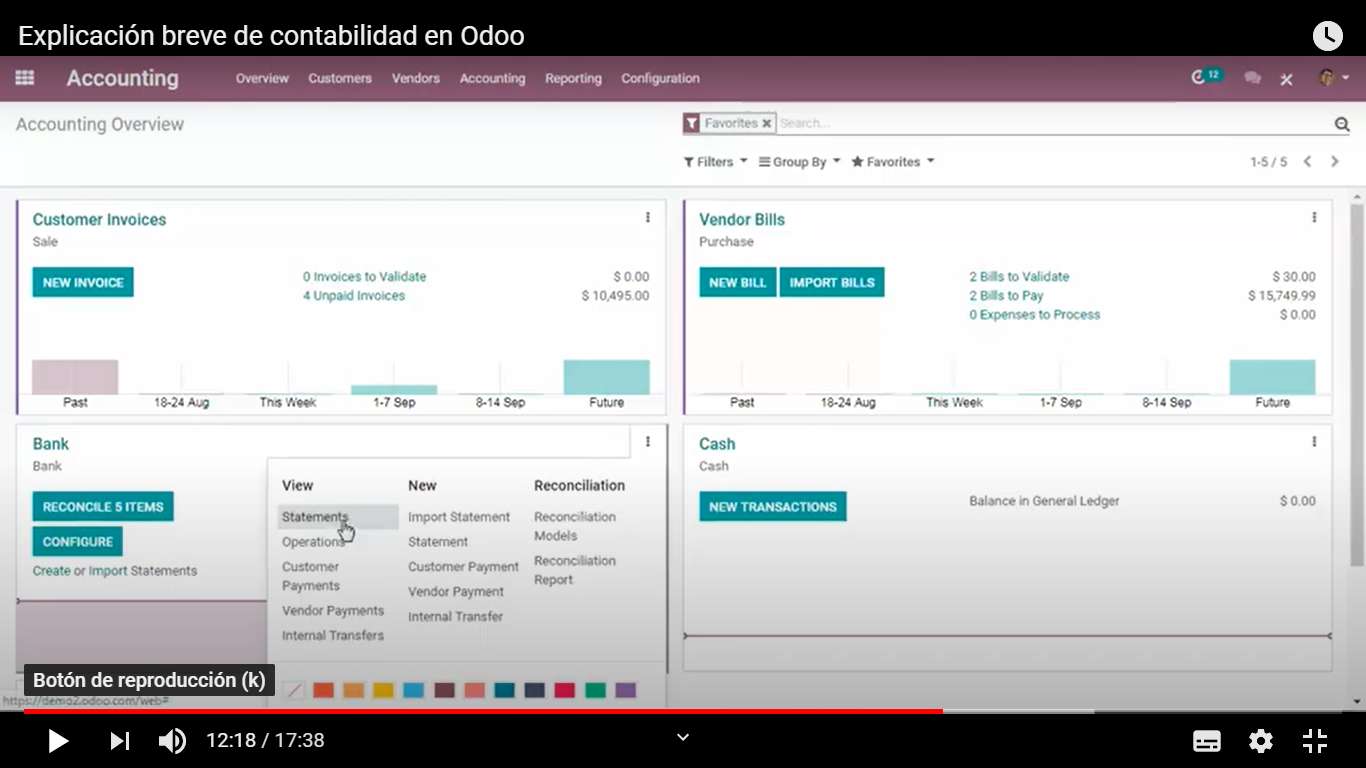 Explicación breve de contabilidad en Odoo
Accounting
Overview
Customers
Vendors
Accounting
Reporting
Configuration
12
Accounting Overview
Favorites
Search...
Filters
Group By
Favorites
1-5 / 5
Customer Invoices
Sale
NEW INVOICE
0 Invoices to Validate $ 0.00
4 Unpaid Invoices $ 10,495.00
Past 18-24 Aug This Week 1-7 Sep 8-14 Sep Future
Vendor Bills
Purchase
NEW BILL
IMPORT BILLS
2 Bills to Validate $ 30.00
2 Bills to Pay $ 15,749.99
0 Expenses to Process $ 0.00
Past 18-24 Aug This Week 1-7 Sep 8-14 Sep Future
Bank
Bank
RECONCILE 5 ITEMS
CONFIGURE
Create or Import Statements
View
Statements
Operations
Customer
Payments
Vendor Payments
Internal Transfers
New
Import Statement
Statement
Customer Payment
Vendor Payment
Internal Transfer
Reconciliation
Reconciliation
Models
Reconciliation
Report
Cash
Cash
NEW TRANSACTIONS
Balance in General Ledger $ 0.00
Botón de reproducción (k)
https://demo2.odoo.com/web#
12:18 / 17:38